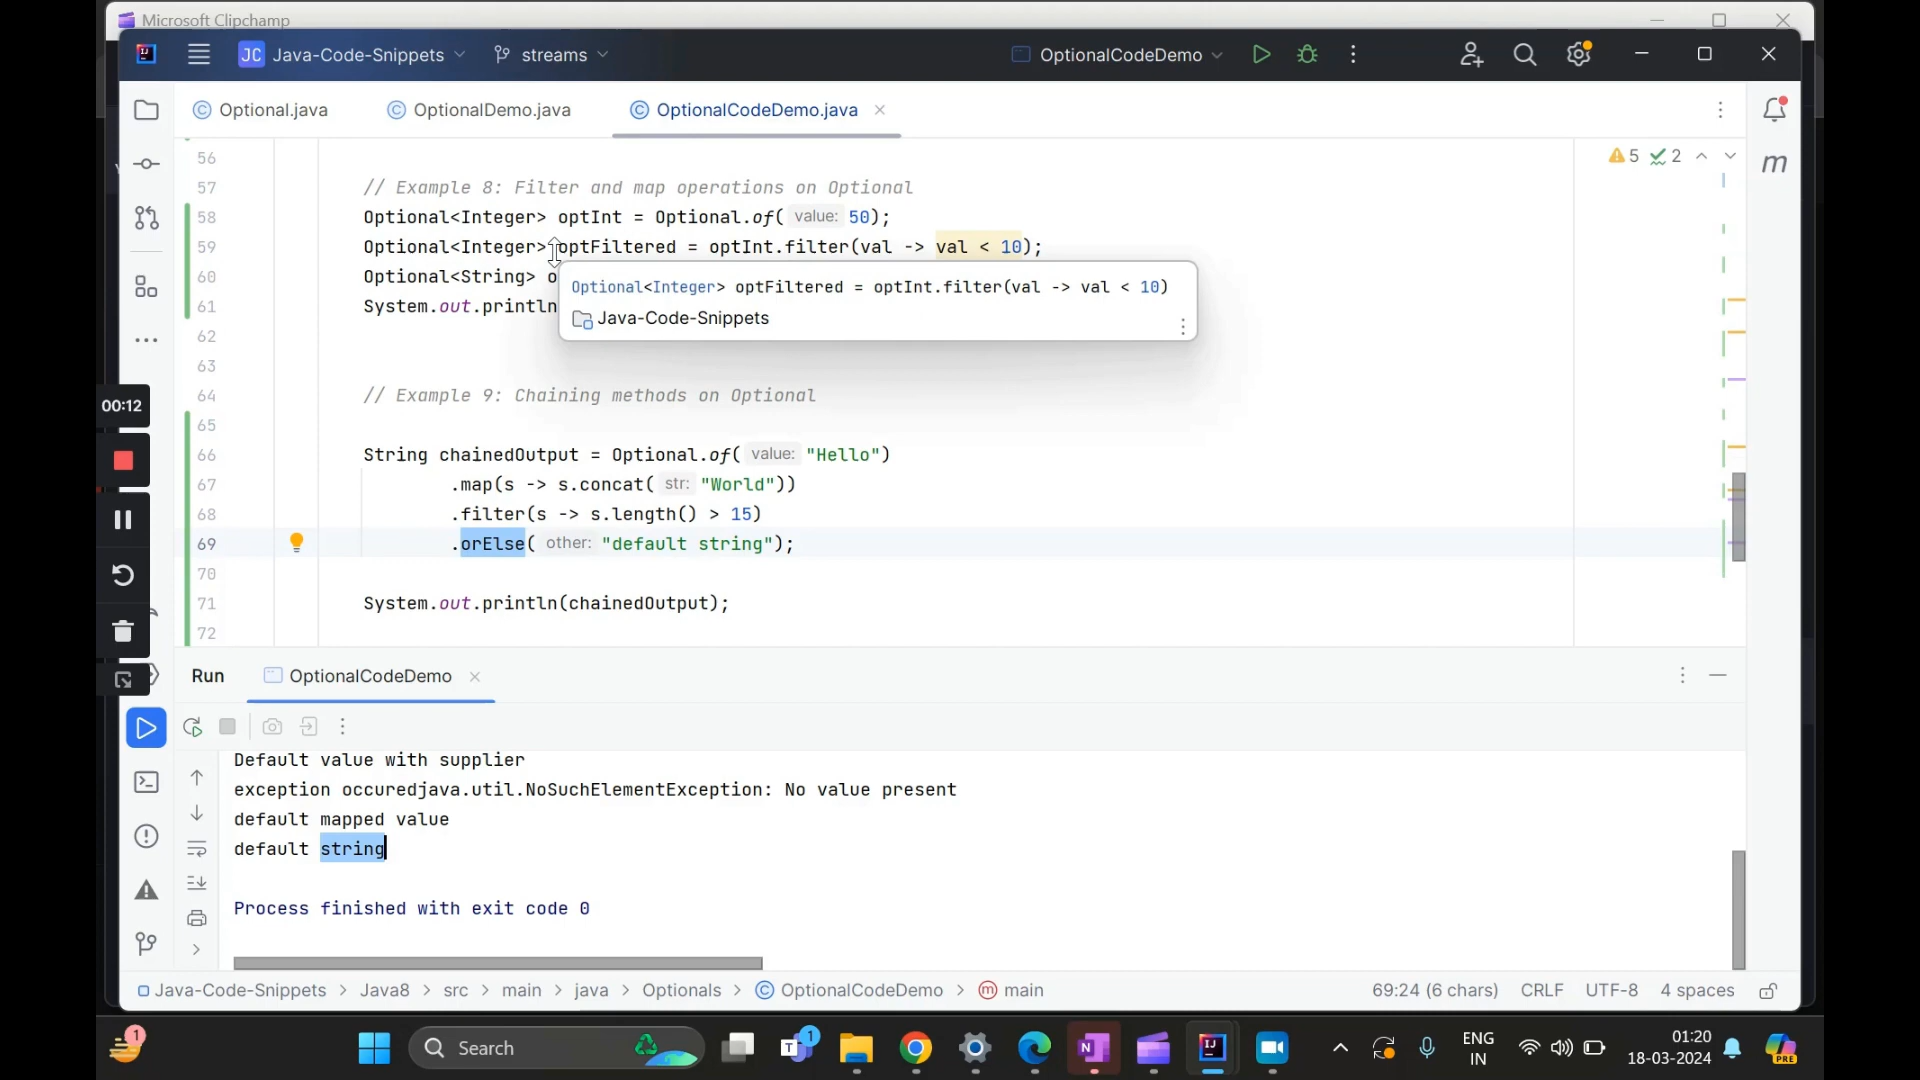 Microsoft Clipchamp
JC Java-Code-Snippets streams OptionalCodeDemo
Optional.java OptionalDemo.java OptionalCodeDemo.java
5 2
56
57 // Example 8: Filter and map operations on Optional
58 Optional<Integer> optInt = Optional.of( value: 50);
59 Optional<Integer> optFiltered = optInt.filter(val -> val < 10);
60 Optional<String> o
Optional<Integer> optFiltered = optInt.filter(val -> val < 10)
61 System.out.println
Java-Code-Snippets
62
63
64 // Example 9: Chaining methods on Optional
00:12
65
66 String chainedOutput = Optional.of( value: "Hello")
67 .map(s -> s.concat( str: "World"))
68 .filter(s -> s.length() > 15)
69 .orElse( other: "default string");
70
71 System.out.println(chainedOutput);
72
Run OptionalCodeDemo
Default value with supplier
exception occuredjava.util.NoSuchElementException: No value present
default mapped value
default string
Process finished with exit code 0
Java-Code-Snippets > Java8 > src > main > java > Optionals > OptionalCodeDemo > main 69:24 (6 chars) CRLF UTF-8 4 spaces
1 Search 1 ENG 01:20
IN 18-03-2024 PRE